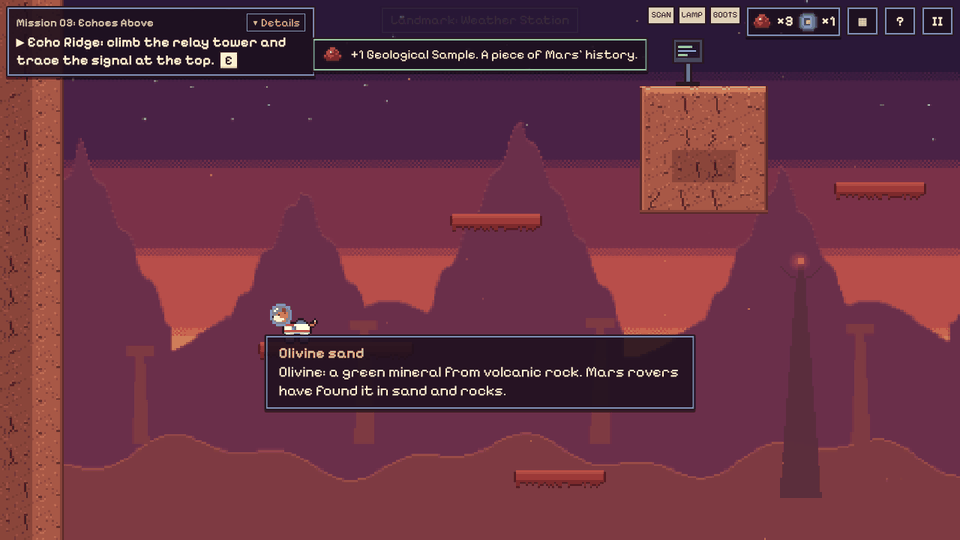 Mission 03: Echoes Above
▾ Details
▶ Echo Ridge: climb the relay tower and
trace the signal at the top. E
Landmark: Weather Station
SCAN
LAMP
BOOTS
×3
×1
?
+1 Geological Sample. A piece of Mars' history.
Olivine sand
Olivine: a green mineral from volcanic rock. Mars rovers
have found it in sand and rocks.